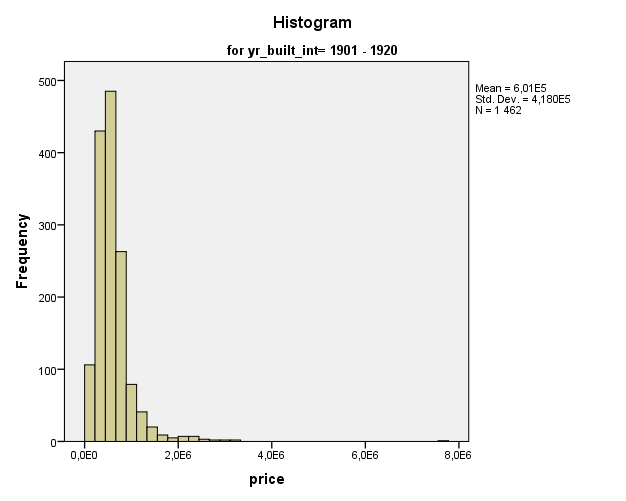 Histogram
for yr_built_int= 1901 - 1920
Mean = 6,01E5
Std. Dev. = 4,180E5
N = 1 462
500
400
300
200
100
0
Frequency
0,0E0 2,0E6 4,0E6 6,0E6 8,0E6
price